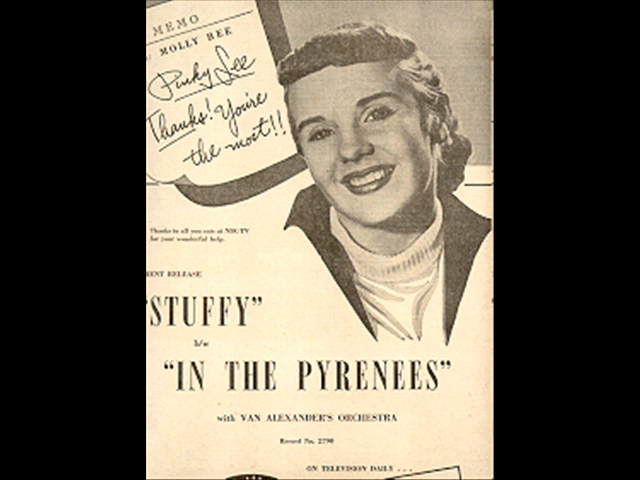 MEMO
MOLLY BEE
Pinky Lee
Thanks! You're
the most!!
Thanks to all you cats at NBC-TV
for your wonderful help.
RENT RELEASE
"STUFFY"
b/w
"IN THE PYRENEES"
with VAN ALEXANDER'S ORCHESTRA
Record No. 2790
ON TELEVISION DAILY . . .